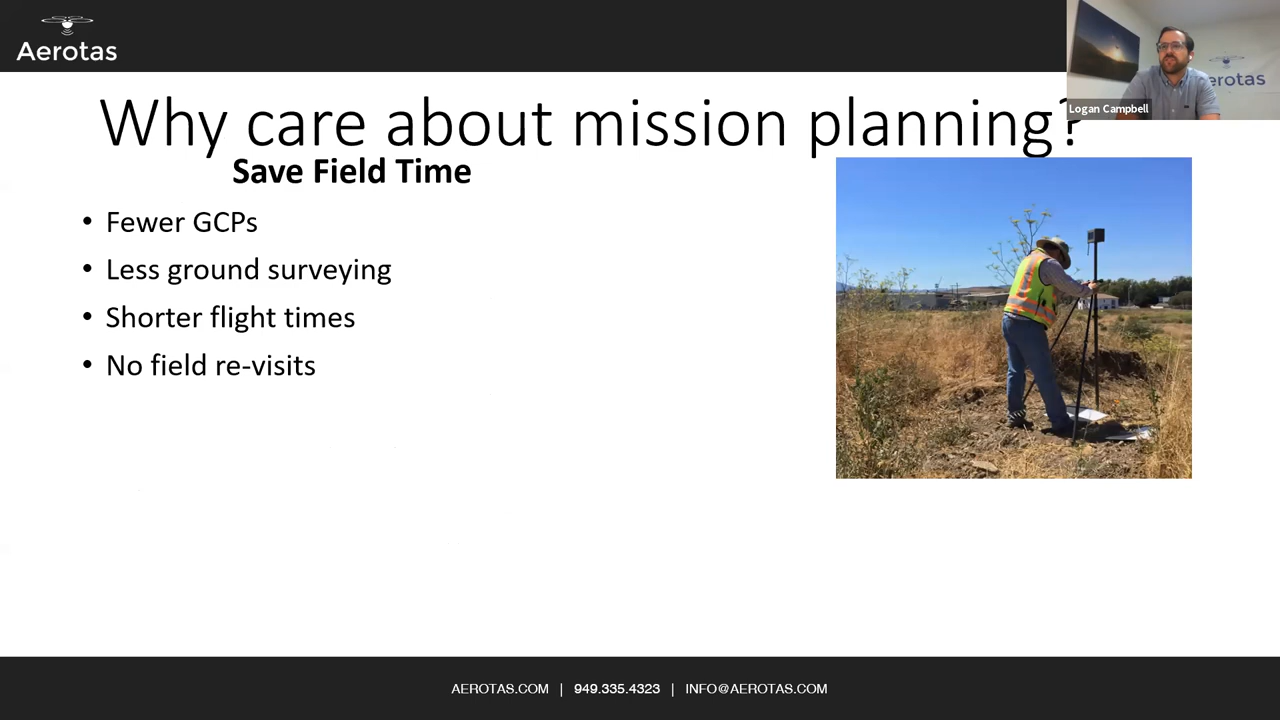 Aerotas
erotas
Logan Campbell
Why care about mission planning?
Save Field Time
• Fewer GCPs
• Less ground surveying
• Shorter flight times
• No field re-visits
AEROTAS.COM | 949.335.4323 | INFO@AEROTAS.COM